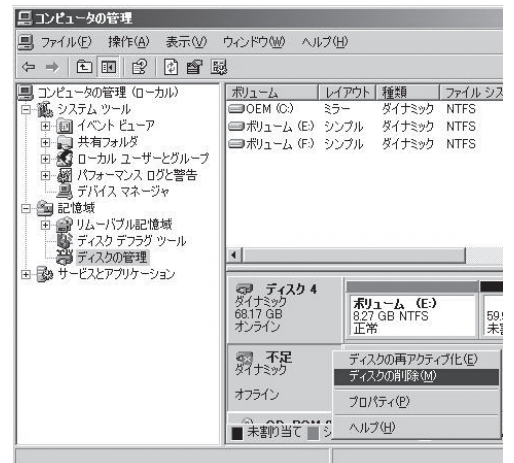 コンピュータの管理
ファイル(F) 操作(A) 表示(V) ウィンドウ(W) ヘルプ(H)
コンピュータの管理 (ローカル)
システム ツール
イベント ビューア
共有フォルダ
ローカル ユーザーとグループ
パフォーマンス ログと警告
デバイス マネージャ
記憶域
リムーバブル記憶域
ディスク デフラグ ツール
ディスクの管理
サービスとアプリケーション
ボリューム レイアウト 種類 ファイル シス
OEM (C:) ミラー ダイナミック NTFS
ボリューム (E:) シンプル ダイナミック NTFS
ボリューム (F:) シンプル ダイナミック NTFS
ディスク 4
ダイナミック
68.17 GB
オンライン
ボリューム (E:)
8.27 GB NTFS
正常
不足
ダイナミック
オフライン
ディスクの再アクティブ化(E)
ディスクの削除(M)
プロパティ(P)
ヘルプ(H)
未割り当て